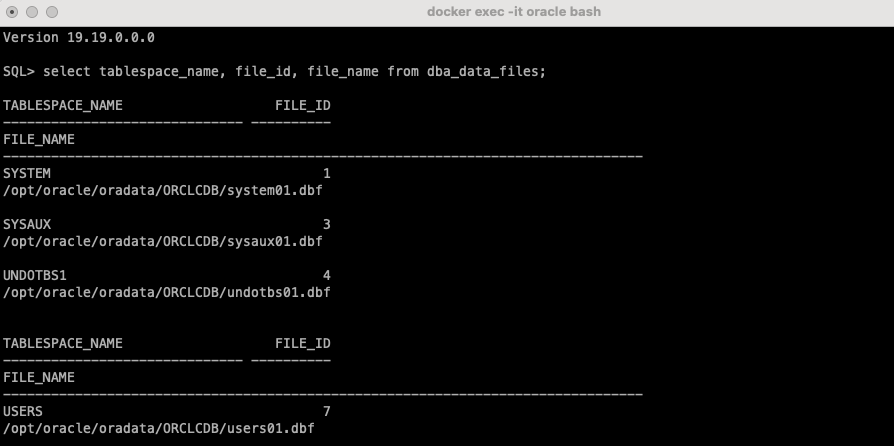 docker exec -it oracle bash
Version 19.19.0.0.0
SQL> select tablespace_name, file_id, file_name from dba_data_files;
TABLESPACE_NAME                   FILE_ID
------------------------------ ----------
FILE_NAME
--------------------------------------------------------------------------------
SYSTEM                                  1
/opt/oracle/oradata/ORCLCDB/system01.dbf
SYSAUX                                  3
/opt/oracle/oradata/ORCLCDB/sysaux01.dbf
UNDOTBS1                                4
/opt/oracle/oradata/ORCLCDB/undotbs01.dbf
TABLESPACE_NAME                   FILE_ID
------------------------------ ----------
FILE_NAME
--------------------------------------------------------------------------------
USERS                                   7
/opt/oracle/oradata/ORCLCDB/users01.dbf